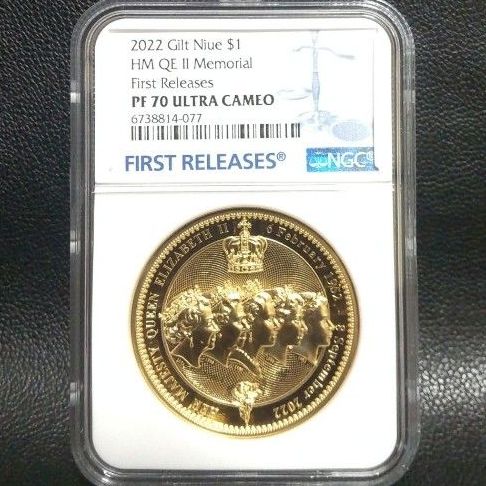 2022 Gilt Niue $1
HM QE II Memorial
First Releases
PF 70 ULTRA CAMEO
6738814-077
FIRST RELEASES®
NGC
HER MAJESTY QUEEN ELIZABETH II
6 February 1952 - 8 September 2022